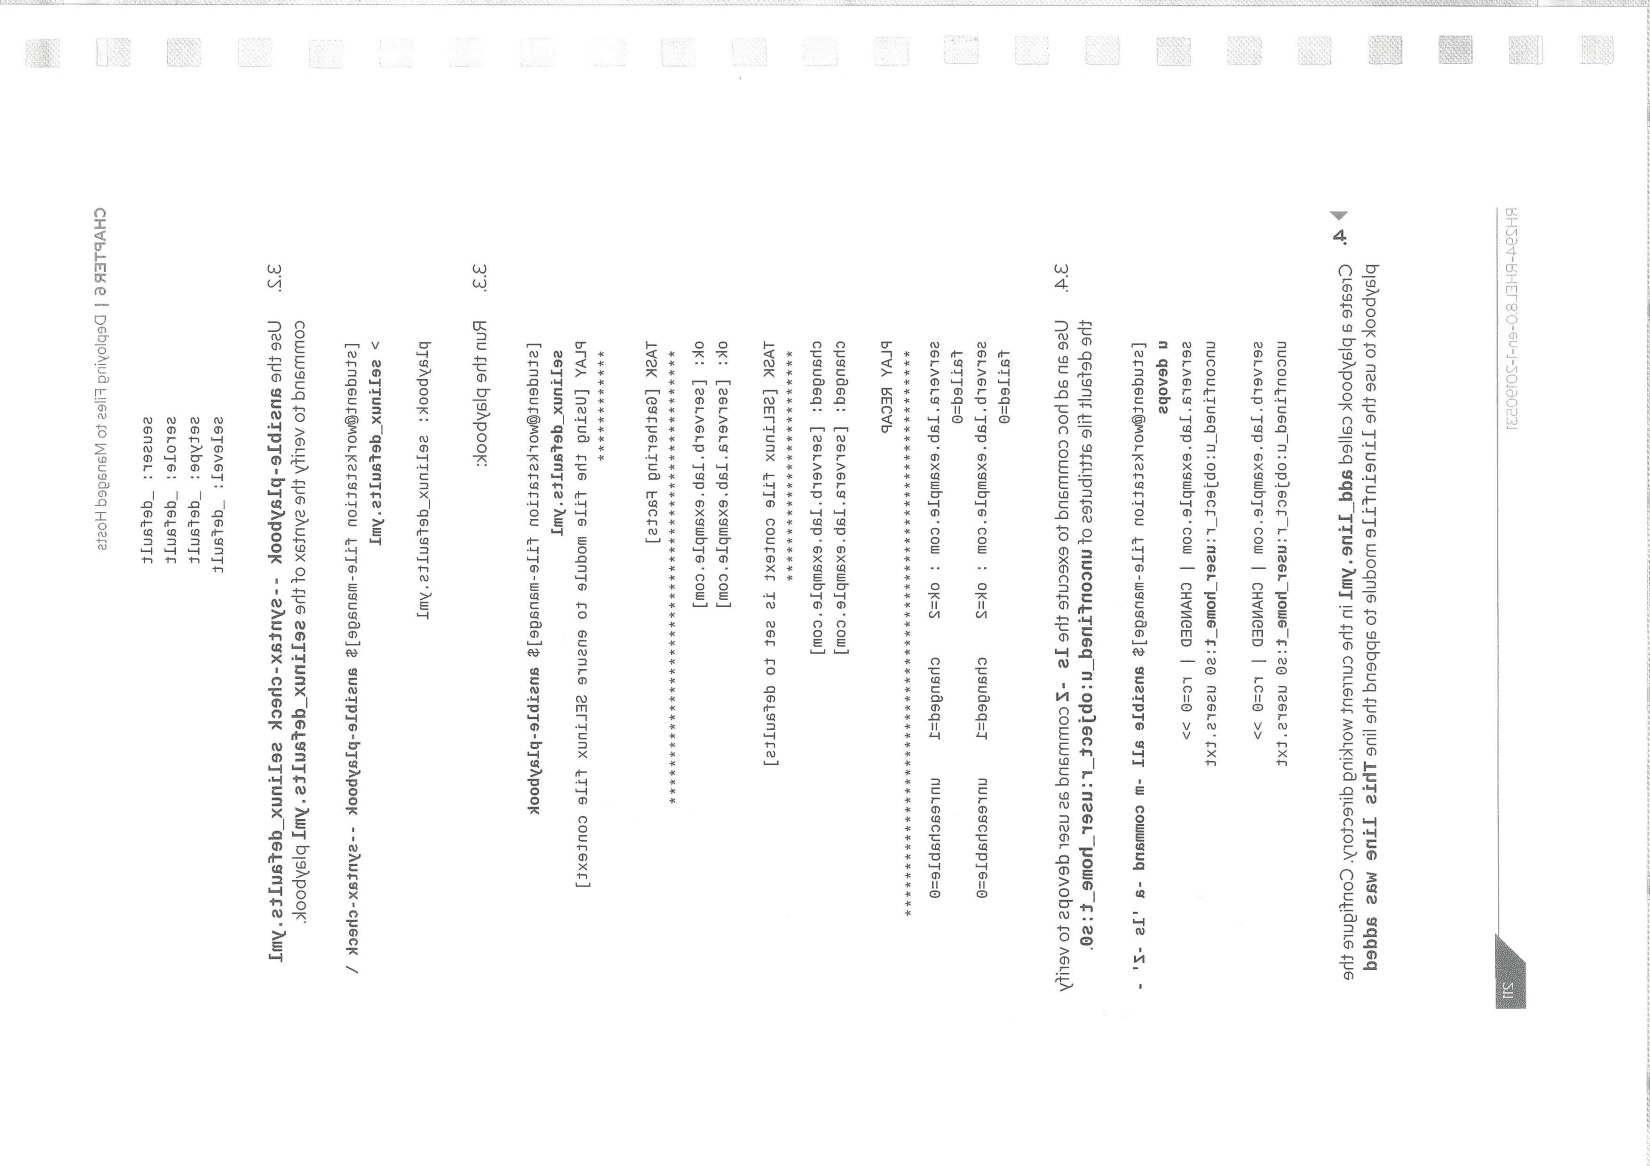 CHAPTER 6 | Deploying Files to Managed Hosts
seuser: _default
serole: _default
setype: _default
selevel: _default
3.2. Use the ansible-playbook --syntax-check selinux_defaults.yml
command to verify the syntax of the selinux_defaults.yml playbook.
[student@workstation file-manage]$ ansible-playbook --syntax-check /
> selinux_defaults.yml
playbook: selinux_defaults.yml
3.3. Run the playbook:
[student@workstation file-manage]$ ansible-playbook
selinux_defaults.yml
PLAY [Using the file module to ensure SELinux file context]
*************
TASK [Gathering Facts]
******************************************************
ok: [serverb.lab.example.com]
ok: [servera.lab.example.com]
TASK [SELinux file context is set to defaults]
***************************
changed: [serverb.lab.example.com]
changed: [servera.lab.example.com]
PLAY RECAP
*******************************************************************
servera.lab.example.com : ok=2 changed=1 unreachable=0
failed=0
serverb.lab.example.com : ok=2 changed=1 unreachable=0
failed=0
3.4. Use an ad hoc command to execute the ls -Z command as user devops to verify
the default file attributes of unconfined_u:object_r:user_home_t:s0.
[student@workstation file-manage]$ ansible all -m command -a 'ls -Z' -
u devops
servera.lab.example.com | CHANGED | rc=0 >>
unconfined_u:object_r:user_home_t:s0 users.txt
serverb.lab.example.com | CHANGED | rc=0 >>
unconfined_u:object_r:user_home_t:s0 users.txt
4. Create a playbook called add_line.yml in the current working directory. Configure the
playbook to use the lineinfile module to append the line This line was added
RH294-RHEL8.0-en-1-20190531 211